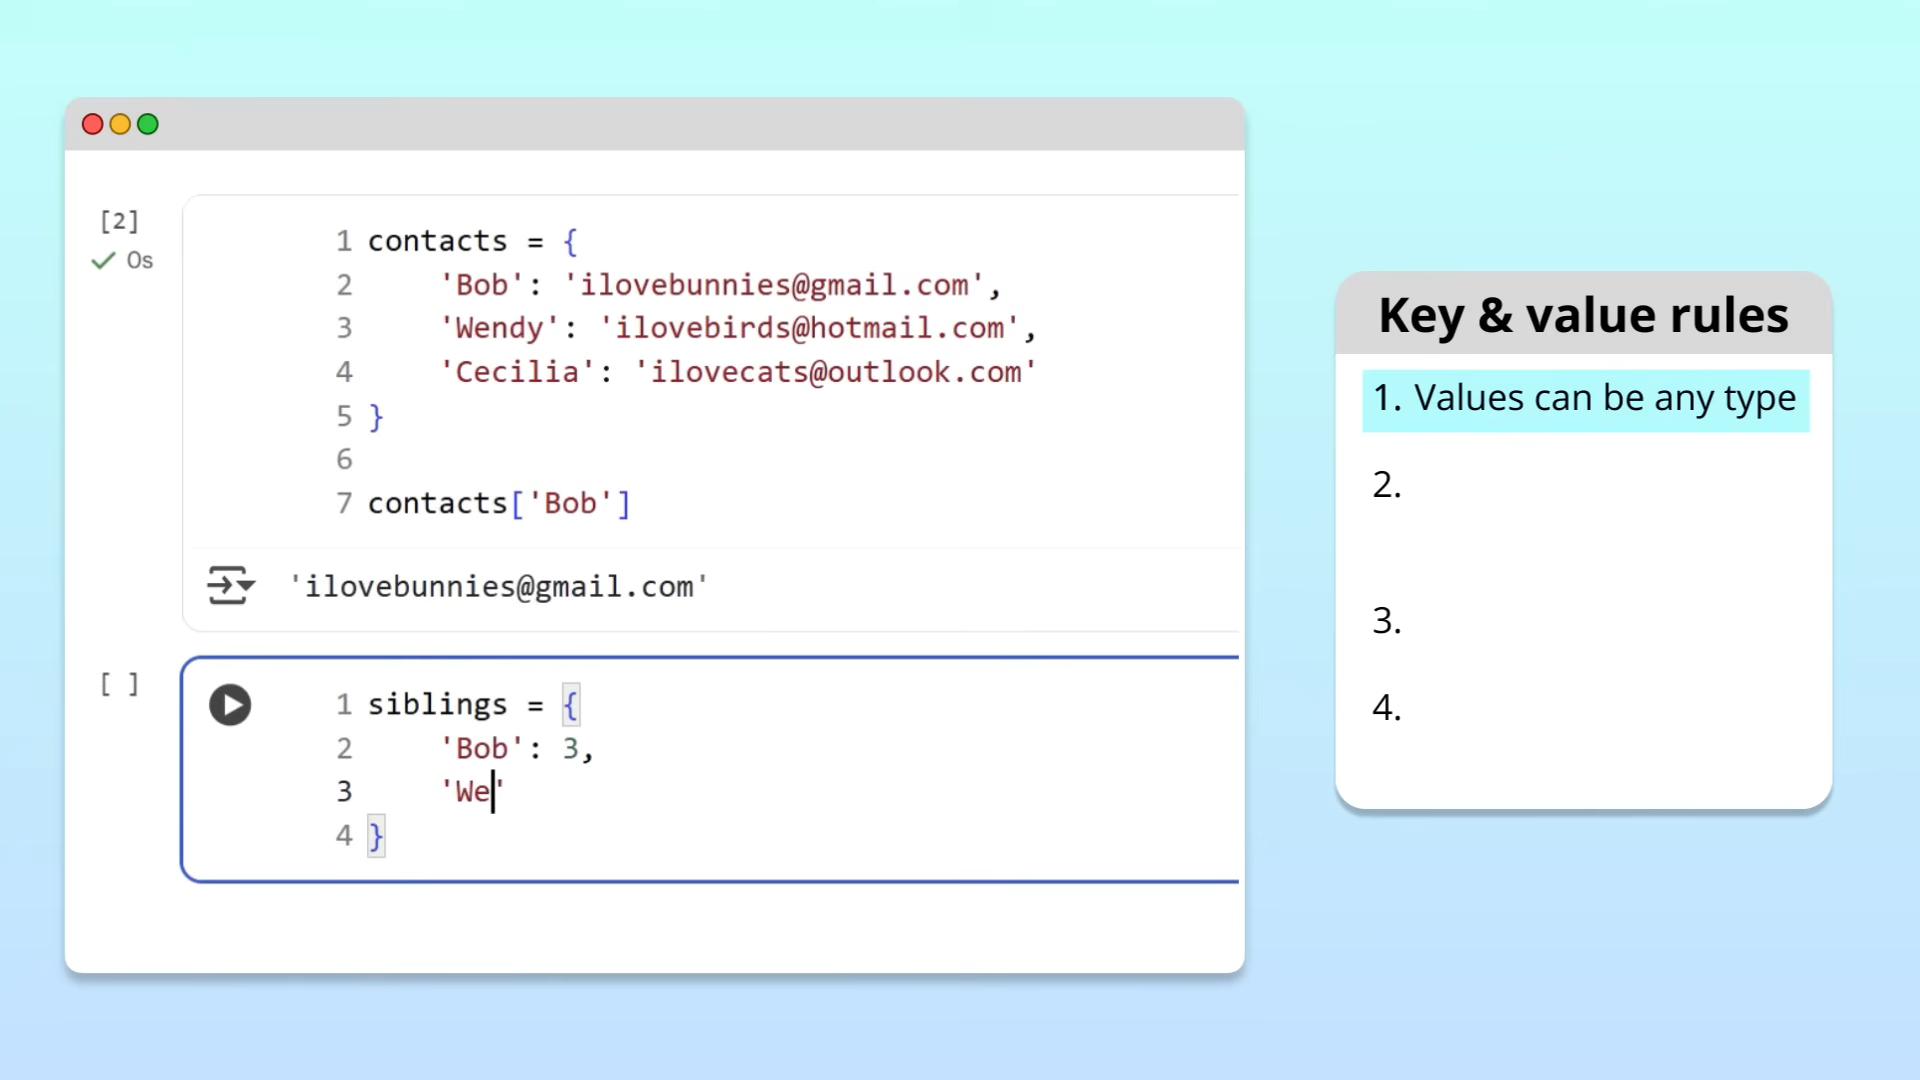 [2]
0s
1 contacts = {
2     'Bob': 'ilovebunnies@gmail.com',
3     'Wendy': 'ilovebirds@hotmail.com',
4     'Cecilia': 'ilovecats@outlook.com'
5 }
6
7 contacts['Bob']
'ilovebunnies@gmail.com'
[ ]
1 siblings = {
2     'Bob': 3,
3     'We'
4 }
Key & value rules
1. Values can be any type
2.
3.
4.